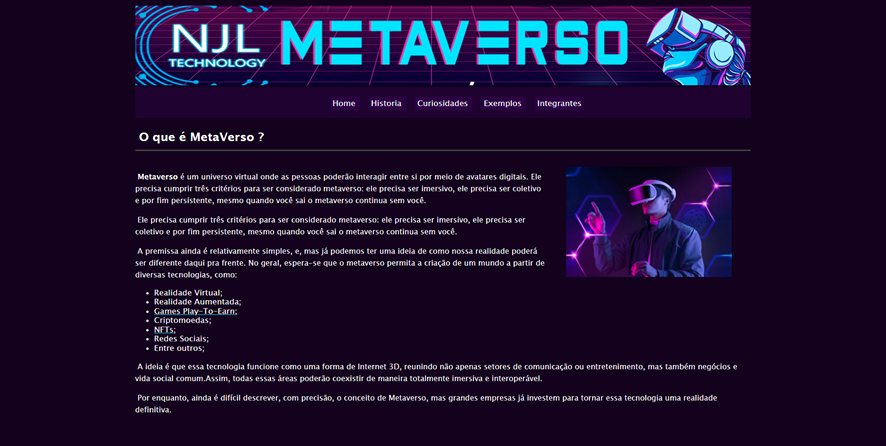 NJL
TECHNOLOGY
METAVERSO
Home Historia Curiosidades Exemplos Integrantes
O que é MetaVerso ?
Metaverso é um universo virtual onde as pessoas poderão interagir entre si por meio de avatares digitais. Ele
precisa cumprir três critérios para ser considerado metaverso: ele precisa ser imersivo, ele precisa ser coletivo
e por fim persistente, mesmo quando você sai o metaverso continua sem você.
Ele precisa cumprir três critérios para ser considerado metaverso: ele precisa ser imersivo, ele precisa ser
coletivo e por fim persistente, mesmo quando você sai o metaverso continua sem você.
A premissa ainda é relativamente simples, e, mas já podemos ter uma ideia de como nossa realidade poderá
ser diferente daqui pra frente. No geral, espera-se que o metaverso permita a criação de um mundo a partir de
diversas tecnologias, como:
• Realidade Virtual;
• Realidade Aumentada;
• Games Play-To-Earn;
• Criptomoedas;
• NFTs;
• Redes Sociais;
• Entre outros;
A ideia é que essa tecnologia funcione como uma forma de Internet 3D, reunindo não apenas setores de comunicação ou entretenimento, mas também negócios e
vida social comum.Assim, todas essas áreas poderão coexistir de maneira totalmente imersiva e interoperável.
Por enquanto, ainda é difícil descrever, com precisão, o conceito de Metaverso, mas grandes empresas já investem para tornar essa tecnologia uma realidade
definitiva.